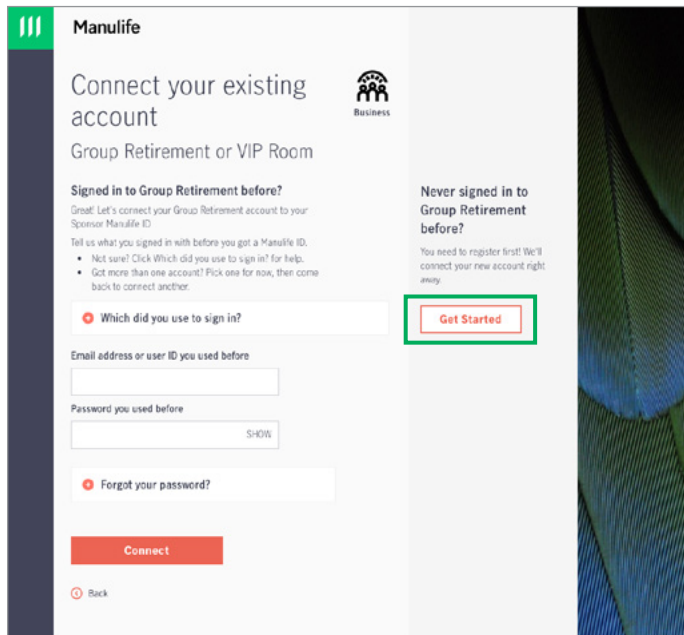 Manulife
Connect your existing
account
Business
Group Retirement or VIP Room
Signed in to Group Retirement before?
Great! Let's connect your Group Retirement account to your
Sponsor Manulife ID
Tell us what you signed in with before you got a Manulife ID.
Not sure? Click Which did you use to sign in? for help.
Got more than one account? Pick one for now, then come
back to connect another.
Which did you use to sign in?
Email address or user ID you used before
Password you used before
SHOW
Forgot your password?
Connect
Back
Never signed in to
Group Retirement
before?
You need to register first! We'll
connect your new account right
away.
Get Started